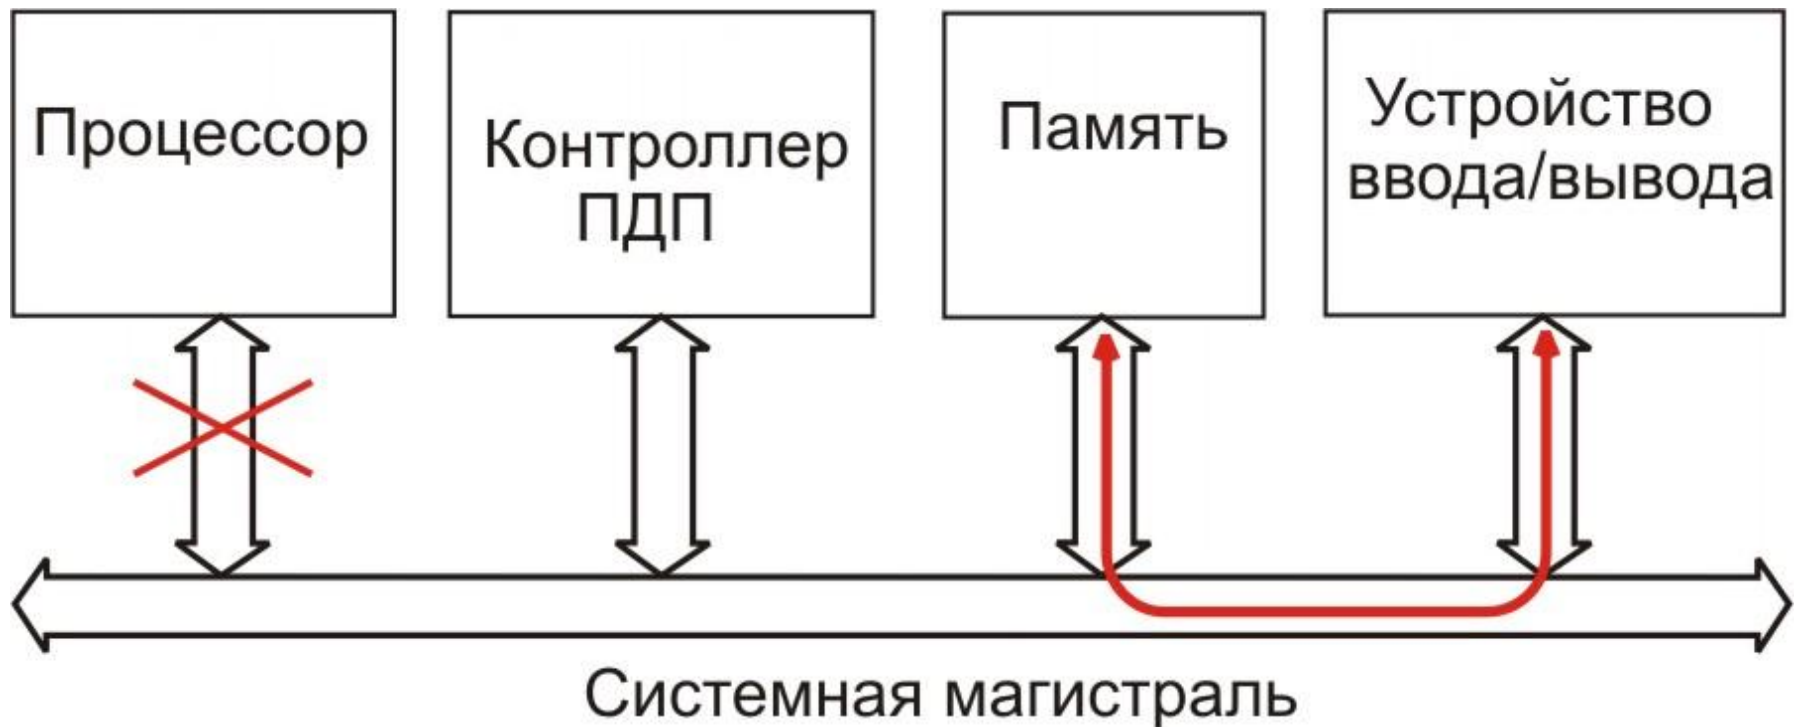 Процессор
Контроллер
ПДП
Память
Устройство
ввода/вывода
Системная магистраль